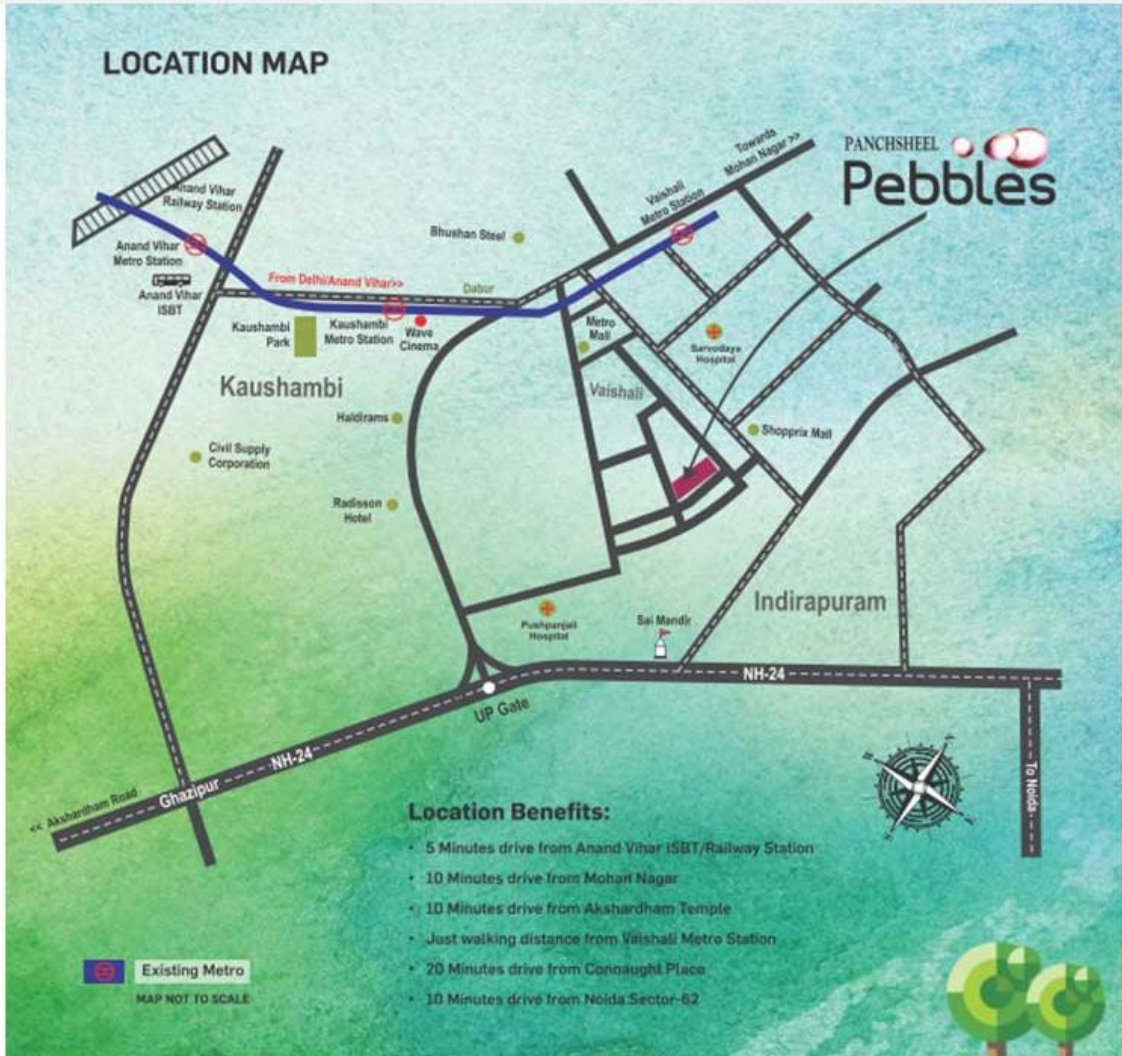 LOCATION MAP
PANCHSHEEL
Pebbles
Towards
Mohan Nagar >>
Vaishali
Metro Station
Anand Vihar
Railway Station
Anand Vihar
Metro Station
Anand Vihar
ISBT
Bhushan Steel
From Delhi/Anand Vihar>>
Dabur
Kaushambi
Park
Kaushambi
Metro Station
Wave
Cinema
Metro
Mall
Sarvodaya
Hospital
Kaushambi
Vaishali
Haldirams
Shopprix Mall
Civil Supply
Corporation
Radisson
Hotel
Indirapuram
Pushpanjali
Hospital
Sai Mandir
NH-24
UP Gate
NH-24
Ghazipur
<< Akshardham Road
To Noida
Location Benefits:
• 5 Minutes drive from Anand Vihar ISBT/Railway Station
• 10 Minutes drive from Mohan Nagar
• 10 Minutes drive from Akshardham Temple
• Just walking distance from Vaishali Metro Station
• 20 Minutes drive from Connaught Place
• 10 Minutes drive from Noida Sector-62
Existing Metro
MAP NOT TO SCALE